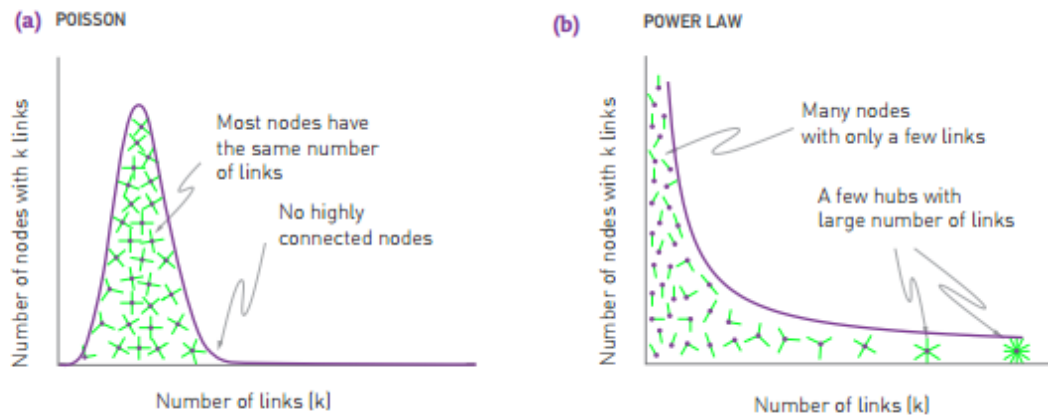 (a) POISSON
Number of nodes with k links
Most nodes have
the same number
of links
No highly
connected nodes
Number of links (k)
(b) POWER LAW
Number of nodes with k links
Many nodes
with only a few links
A few hubs with
large number of links
Number of links (k)